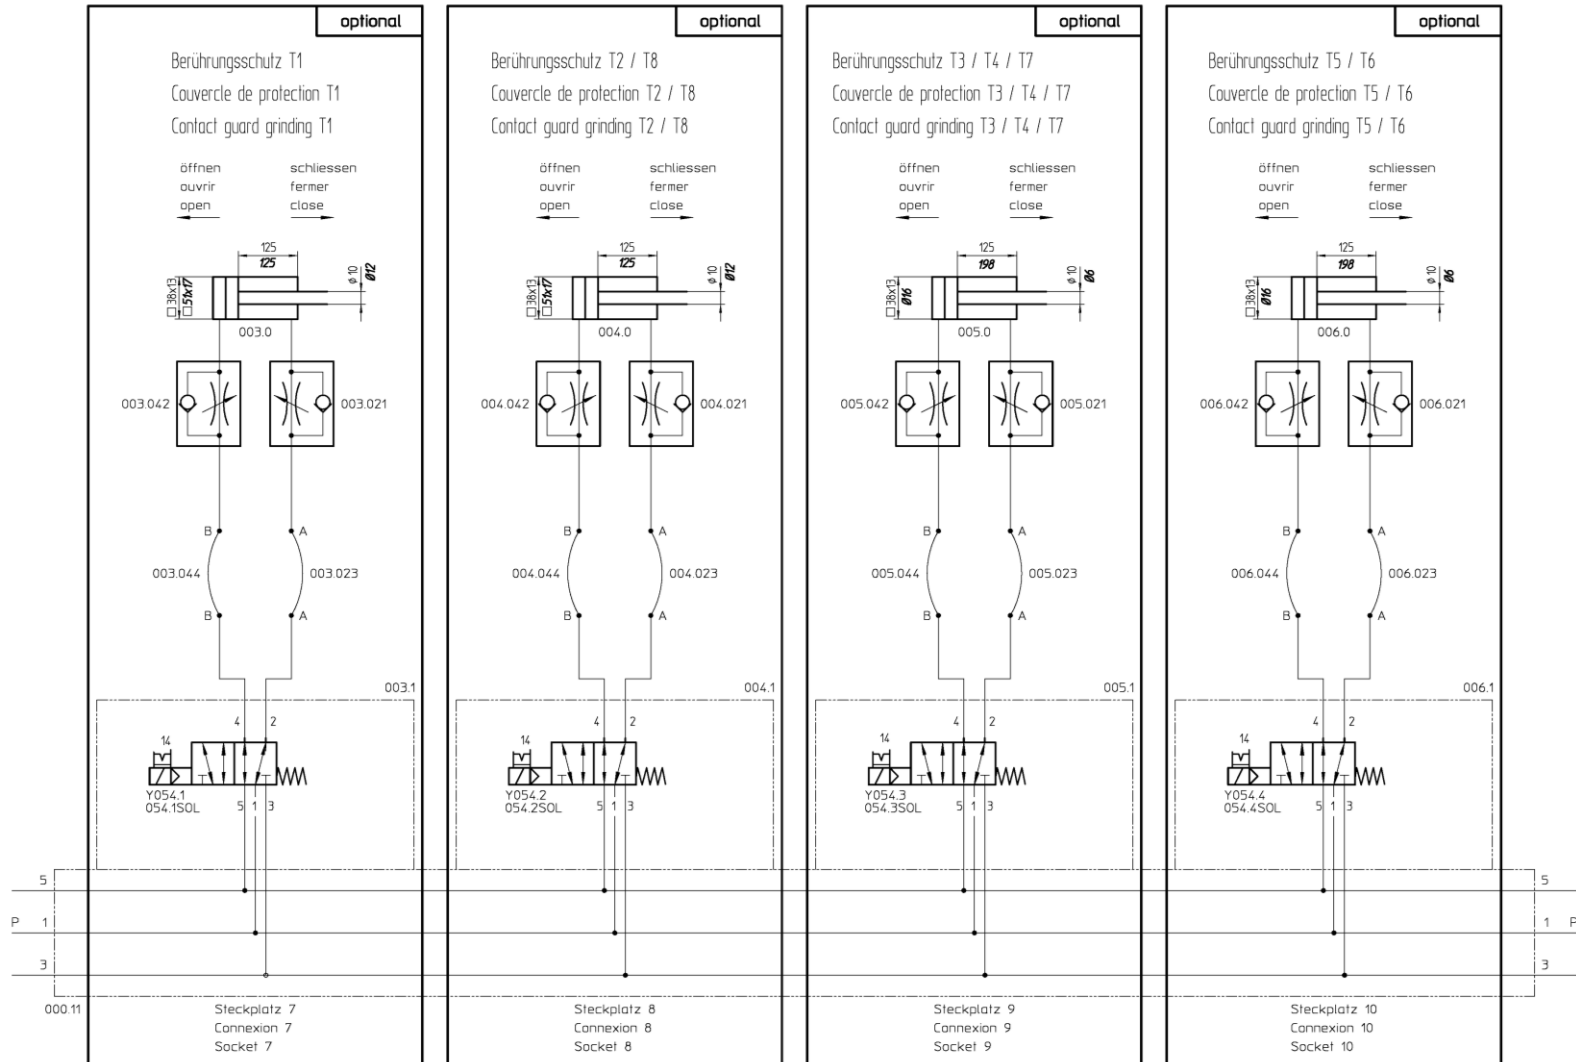 optional
Berührungsschutz T1
Couvercle de protection T1
Contact guard grinding T1
öffnen
ouvrir
open
schliessen
fermer
close
125
125
□38x13
□51x17
ϕ10
Ø12
003.0
003.042
003.021
B
A
003.044
003.023
B
A
003.1
4
2
14
Y054.1
054.1SOL
5
1
3
Steckplatz 7
Connexion 7
Socket 7
optional
Berührungsschutz T2 / T8
Couvercle de protection T2 / T8
Contact guard grinding T2 / T8
öffnen
ouvrir
open
schliessen
fermer
close
125
125
□38x13
□51x17
ϕ10
Ø12
004.0
004.042
004.021
B
A
004.044
004.023
B
A
004.1
4
2
14
Y054.2
054.2SOL
5
1
3
Steckplatz 8
Connexion 8
Socket 8
optional
Berührungsschutz T3 / T4 / T7
Couvercle de protection T3 / T4 / T7
Contact guard grinding T3 / T4 / T7
öffnen
ouvrir
open
schliessen
fermer
close
125
198
□38x13
Ø16
ϕ10
Ø6
005.0
005.042
005.021
B
A
005.044
005.023
B
A
005.1
4
2
14
Y054.3
054.3SOL
5
1
3
Steckplatz 9
Connexion 9
Socket 9
optional
Berührungsschutz T5 / T6
Couvercle de protection T5 / T6
Contact guard grinding T5 / T6
öffnen
ouvrir
open
schliessen
fermer
close
125
198
□38x13
Ø16
ϕ10
Ø6
006.0
006.042
006.021
B
A
006.044
006.023
B
A
006.1
4
2
14
Y054.4
054.4SOL
5
1
3
Steckplatz 10
Connexion 10
Socket 10
5
5
P 1
1 P
3
3
000.11